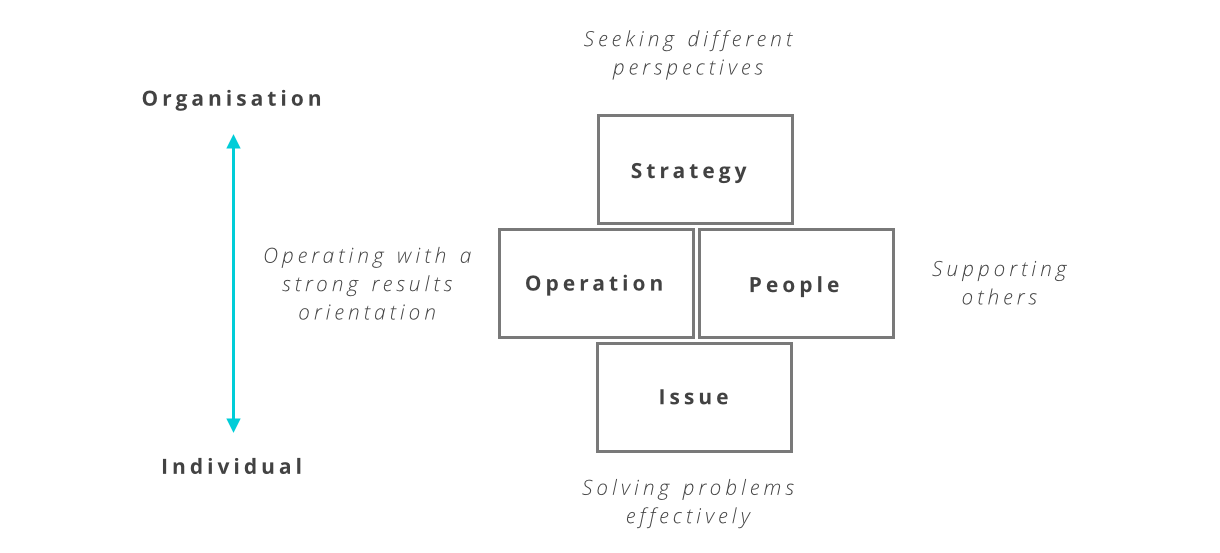 Seeking different
perspectives
Organisation
Strategy
Operating with a
strong results
orientation
Operation
People
Supporting
others
Issue
Individual
Solving problems
effectively